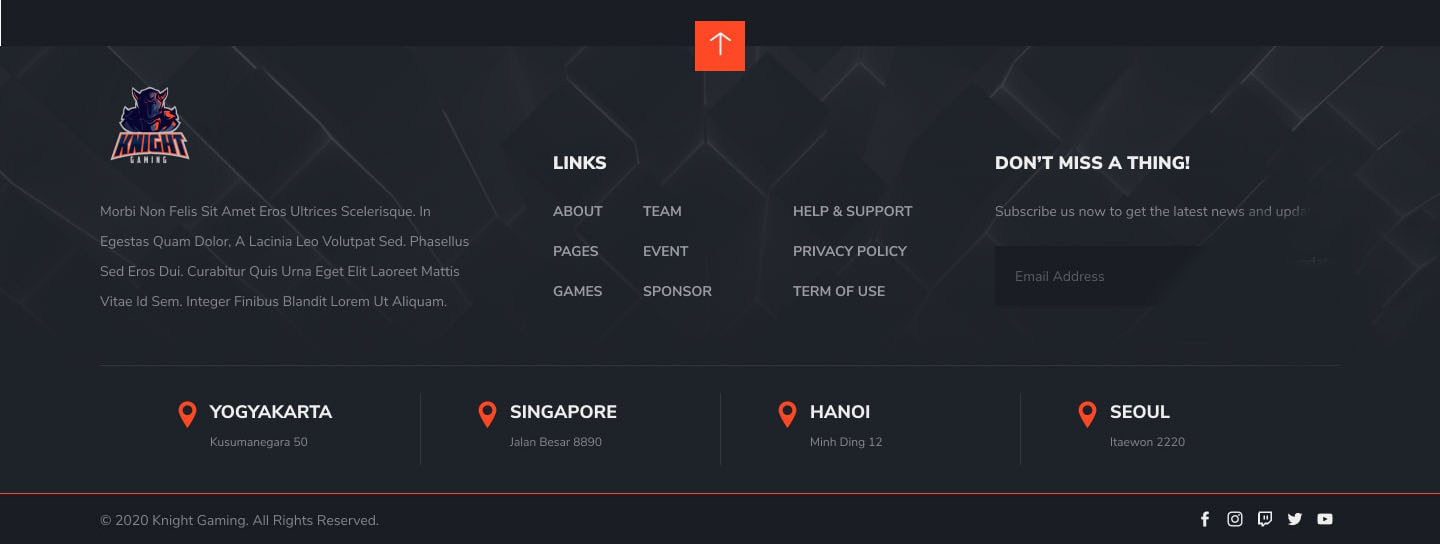 KNIGHT
GAMING
Morbi Non Felis Sit Amet Eros Ultrices Scelerisque. In
Egestas Quam Dolor, A Lacinia Leo Volutpat Sed. Phasellus
Sed Eros Dui. Curabitur Quis Urna Eget Elit Laoreet Mattis
Vitae Id Sem. Integer Finibus Blandit Lorem Ut Aliquam.
LINKS
ABOUT TEAM HELP & SUPPORT
PAGES EVENT PRIVACY POLICY
GAMES SPONSOR TERM OF USE
DON'T MISS A THING!
Subscribe us now to get the latest news and
Email Address
YOGYAKARTA
Kusumanegara 50
SINGAPORE
Jalan Besar 8890
HANOI
Minh Ding 12
SEOUL
Itaewon 2220
© 2020 Knight Gaming. All Rights Reserved.